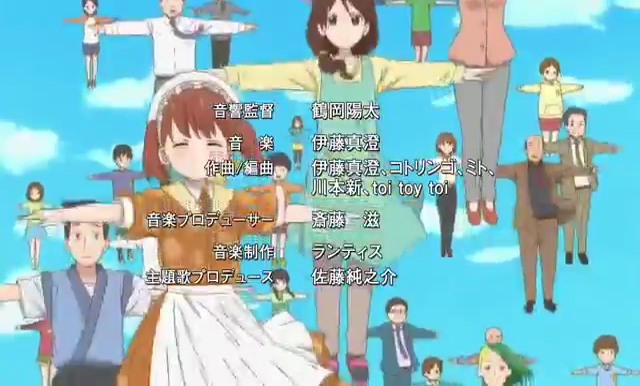 音響監督 鶴岡陽太
音 楽 伊藤真澄
作曲/編曲 伊藤真澄、コトリンゴ、ミト、
川本新、toi toy toi
音楽プロデューサー 斎藤 滋
音楽制作 ランティス
主題歌プロデュース 佐藤純之介